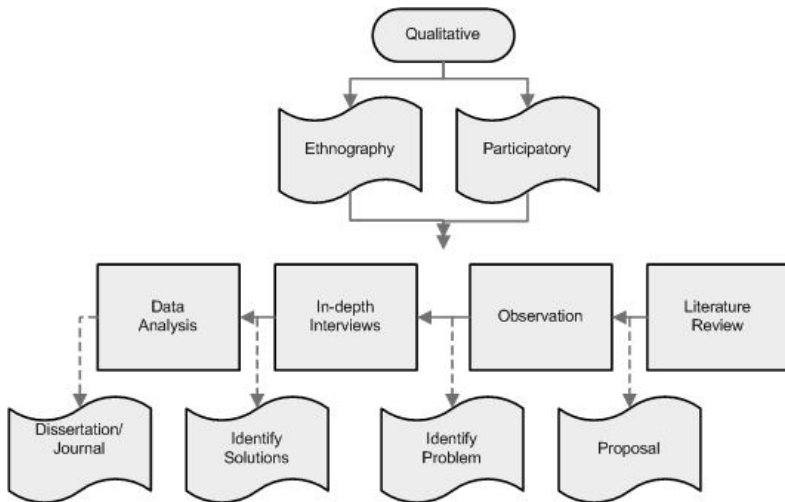 Qualitative
Ethnography
Participatory
Data
Analysis
In-depth
Interviews
Observation
Literature
Review
Dissertation/
Journal
Identify
Solutions
Identify
Problem
Proposal